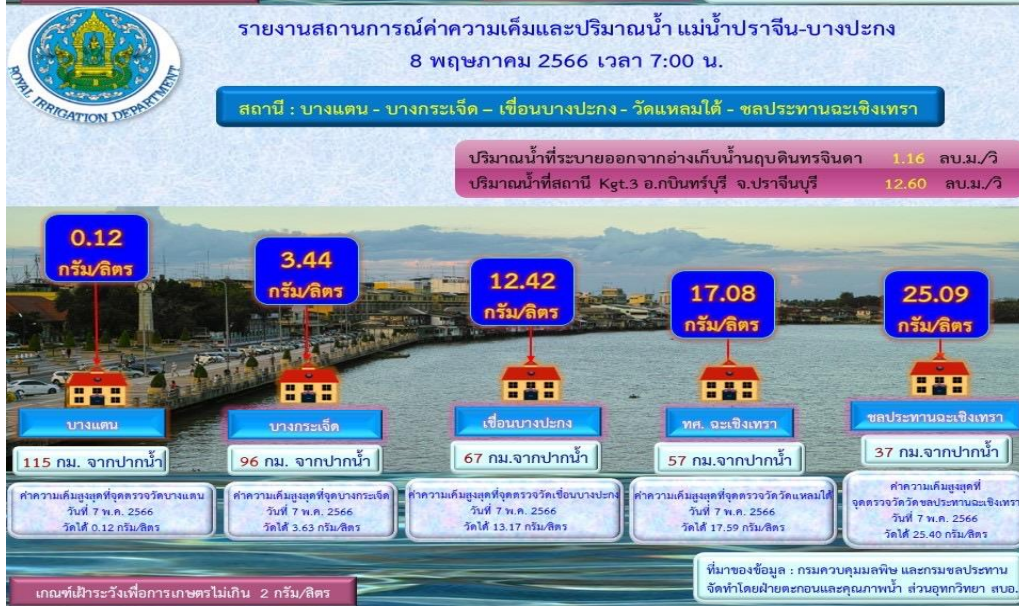 รายงานสถานการณ์ค่าความเค็มและปริมาณน้ำ แม่น้ำปราจีน-บางปะกง
8 พฤษภาคม 2566 เวลา 7:00 น.
ROYAL IRRIGATION DEPARTMENT
สถานี : บางแตน - บางกระเจ็ด – เขื่อนบางปะกง - วัดแหลมใต้ - ชลประทานฉะเชิงเทรา
ปริมาณน้ำที่ระบายออกจากอ่างเก็บน้ำนฤบดินทรจินดา 1.16 ลบ.ม./วิ
ปริมาณน้ำที่สถานี Kgt.3 อ.กบินทร์บุรี จ.ปราจีนบุรี 12.60 ลบ.ม./วิ
0.12
กรัม/ลิตร
บางแตน
115 กม. จากปากน้ำ
ค่าความเค็มสูงสุดที่จุดตรวจวัดบางแตน
วันที่ 7 พ.ค. 2566
วัดได้ 0.12 กรัม/ลิตร
3.44
กรัม/ลิตร
บางกระเจ็ด
96 กม. จากปากน้ำ
ค่าความเค็มสูงสุดที่จุดบางกระเจ็ด
วันที่ 7 พ.ค. 2566
วัดได้ 3.63 กรัม/ลิตร
12.42
กรัม/ลิตร
เขื่อนบางปะกง
67 กม.จากปากน้ำ
ค่าความเค็มสูงสุดที่จุดตรวจวัดเขื่อนบางปะกง
วันที่ 7 พ.ค. 2566
วัดได้ 13.17 กรัม/ลิตร
17.08
กรัม/ลิตร
ทศ. ฉะเชิงเทรา
57 กม.จากปากน้ำ
ค่าความเค็มสูงสุดที่จุดตรวจวัดวัดแหลมใต้
วันที่ 7 พ.ค. 2566
วัดได้ 17.59 กรัม/ลิตร
25.09
กรัม/ลิตร
ชลประทานฉะเชิงเทรา
37 กม.จากปากน้ำ
ค่าความเค็มสูงสุดที่
จุดตรวจวัดวัดชลประทานฉะเชิงเทรา
วันที่ 7 พ.ค. 2566
วัดได้ 25.40 กรัม/ลิตร
เกณฑ์เฝ้าระวังเพื่อการเกษตรไม่เกิน 2 กรัม/ลิตร
ที่มาของข้อมูล : กรมควบคุมมลพิษ และกรมชลประทาน
จัดทำโดยฝ่ายตะกอนและคุณภาพน้ำ ส่วนอุทกวิทยา สบอ.